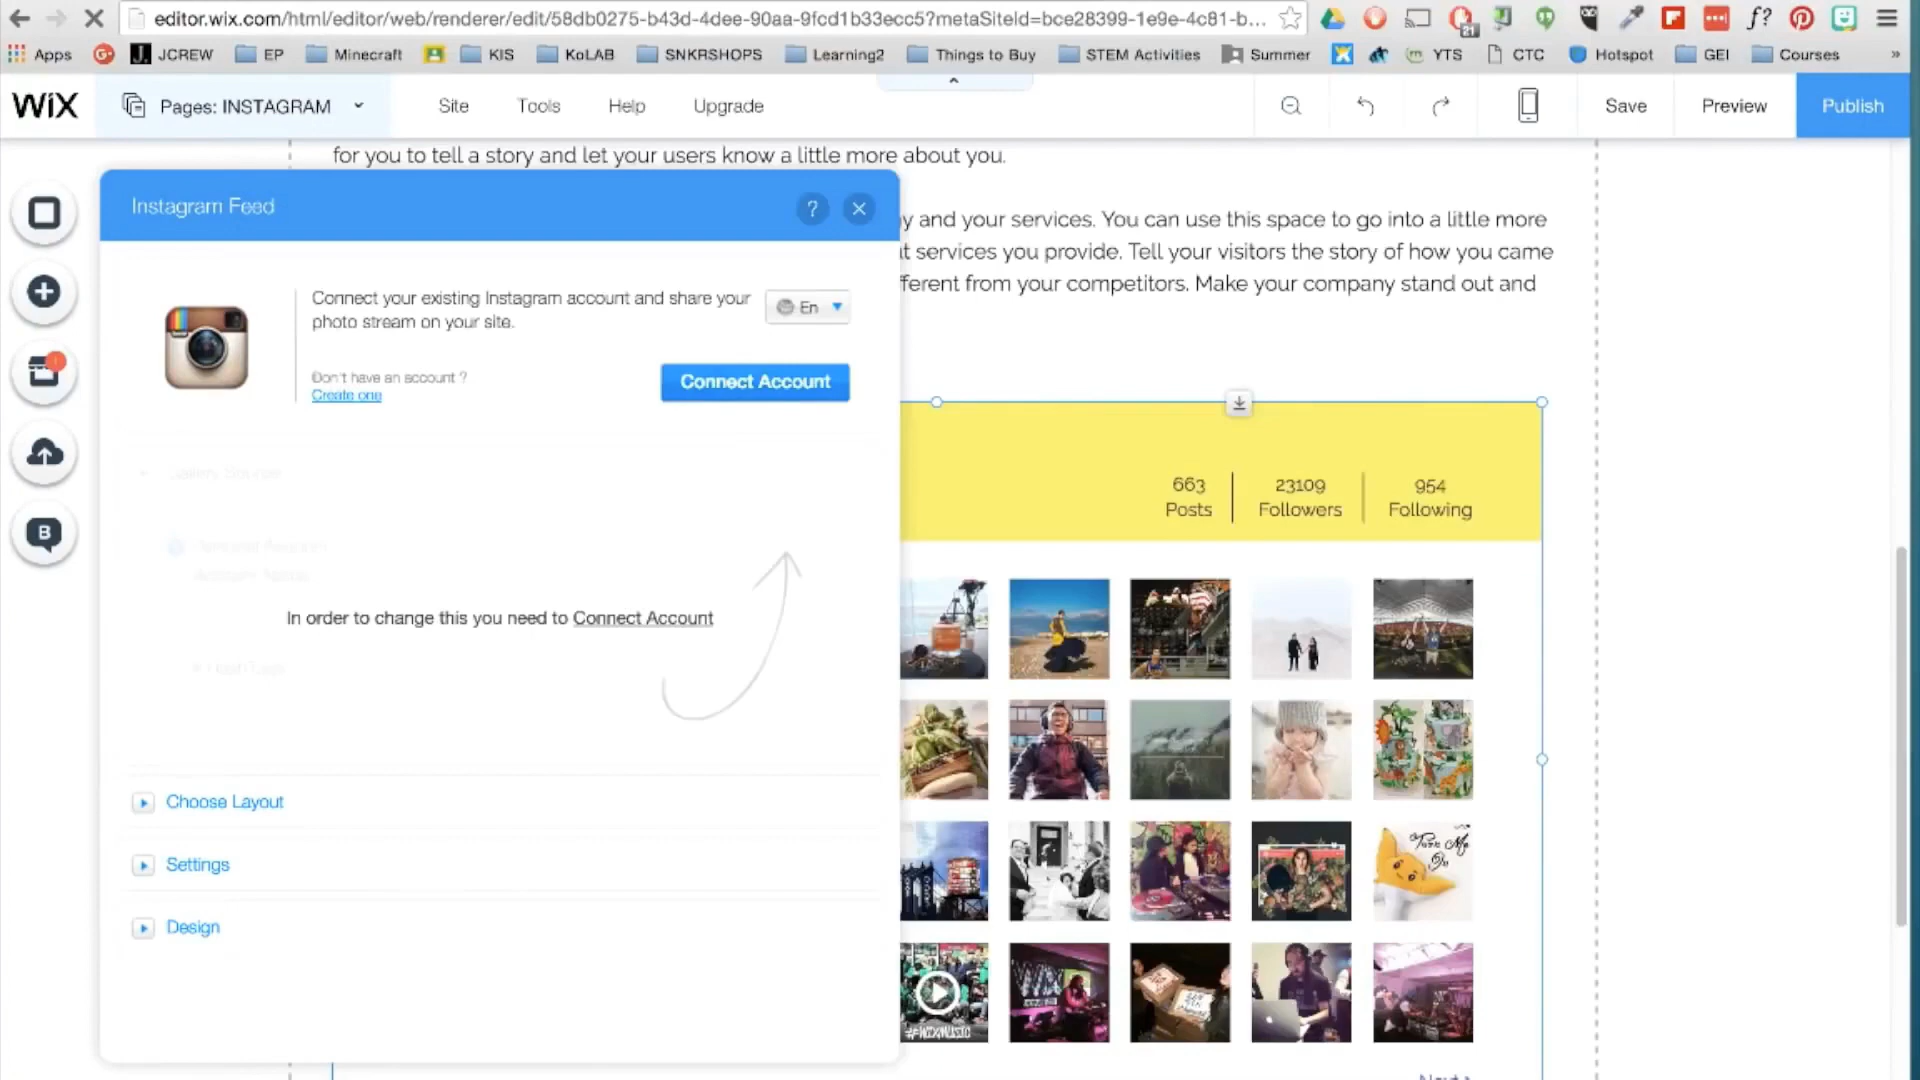 editor.wix.com/html/editor/web/renderer/edit/58db0275-b43d-4dee-90aa-9fcd1b33ecc5?metaSiteId=bce28399-1e9e-4c81-b...
21
f?
Apps
J.
JCREW
EP
Minecraft
KIS
KoLAB
SNKRSHOPS
Learning2
Things to Buy
STEM Activities
Summer
YTS
CTC
Hotspot
GEI
Courses
»
WiX
Pages: INSTAGRAM
Site
Tools
Help
Upgrade
Save
Preview
Publish
for you to tell a story and let your users know a little more about you.
Instagram Feed
?
y and your services. You can use this space to go into a little more
t services you provide. Tell your visitors the story of how you came
fferent from your competitors. Make your company stand out and
Connect your existing Instagram account and share your
photo stream on your site.
En
Don't have an account ?
Create one
Connect Account
663
Posts
23109
Followers
954
Following
B
In order to change this you need to Connect Account
Choose Layout
Settings
Design
Turn Me
On
#WIXMUSIC
Next >